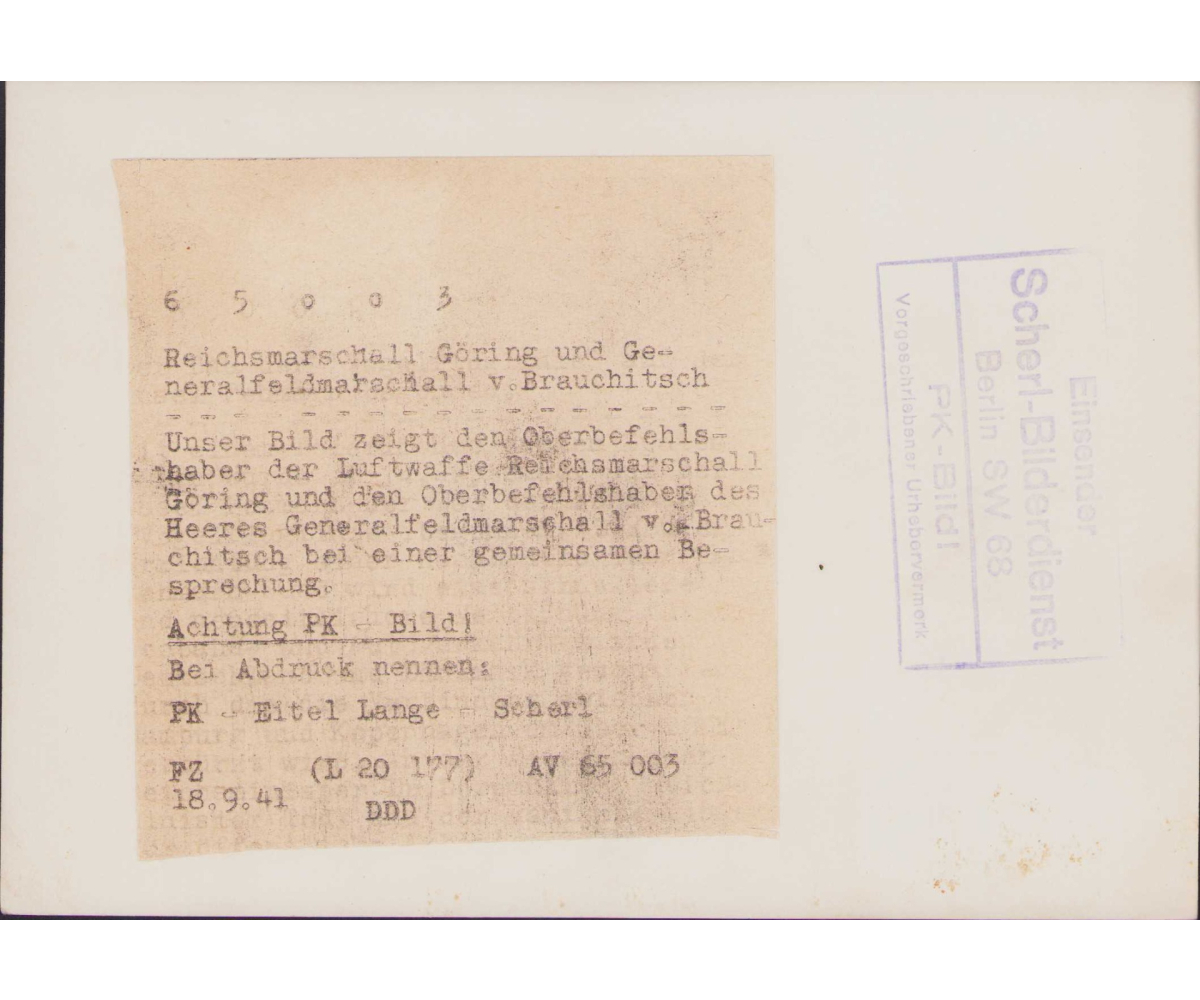 6 5 0 0 3
Reichsmarschall Göring und Ge-
neralfeldmarschall v.Brauchitsch
- - - - - - - - - - - - - - - - - -
Unser Bild zeigt den Oberbefehls-
haber der Luftwaffe Reichsmarschall
Göring und den Oberbefehlshaber des
Heeres Generalfeldmarschall v. Brau-
chitsch bei einer gemeinsamen Be-
sprechung.
Achtung PK - Bild!
Bei Abdruck nennen:
PK - Eitel Lange - Scherl
FZ (L 20 177) AV 65 003
18.9.41 DDD
Einsender
Scherl-Bilderdienst
Berlin SW 68
PK-Bild!
Vorgeschriebener Urhebervermerk